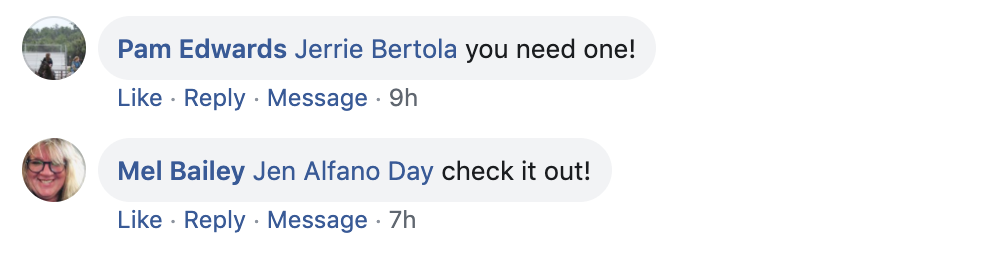 Pam Edwards Jerrie Bertola you need one!
Like · Reply · Message · 9h
Mel Bailey Jen Alfano Day check it out!
Like · Reply · Message · 7h